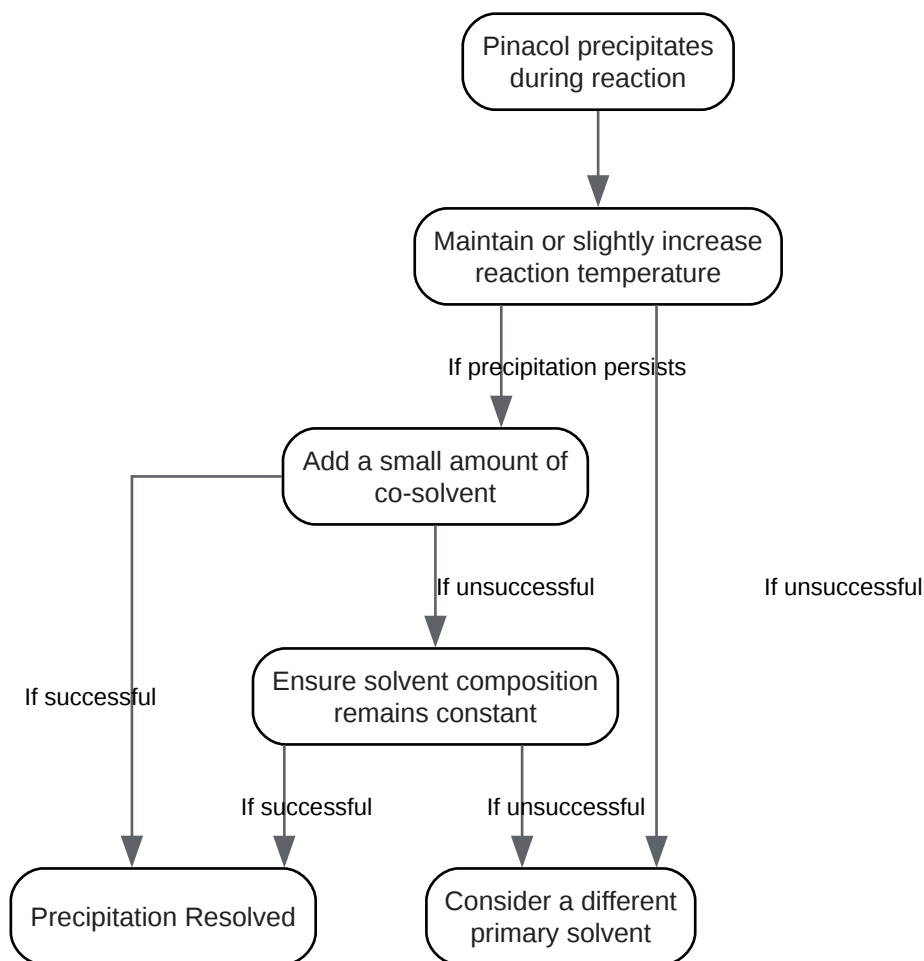 Pinacol precipitates
during reaction
Maintain or slightly increase
reaction temperature
If precipitation persists
Add a small amount of
co-solvent
If unsuccessful
If unsuccessful
Ensure solvent composition
remains constant
If successful
If successful
If unsuccessful
Precipitation Resolved
Consider a different
primary solvent